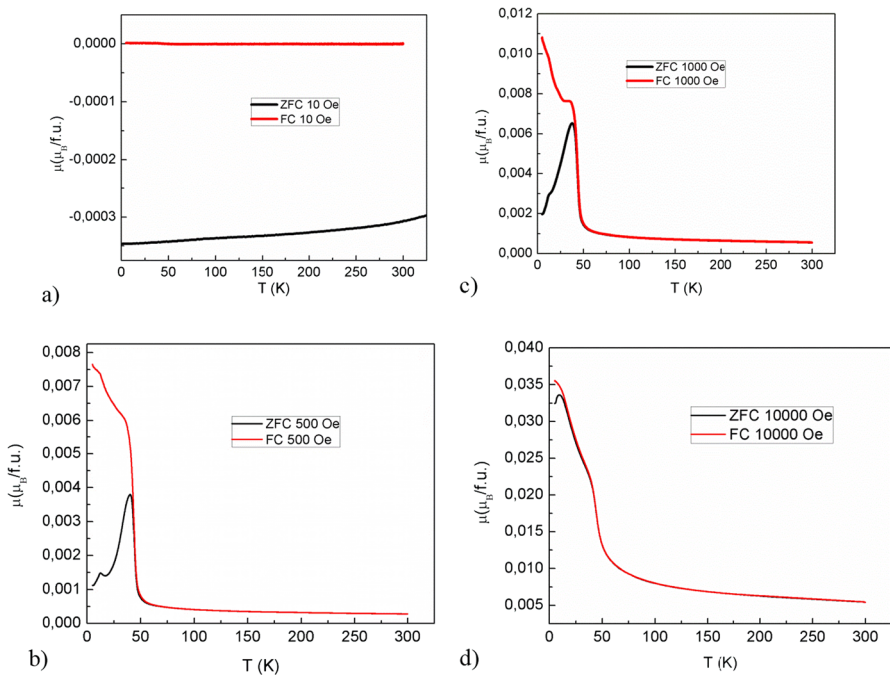 0,0000
-0,0001
-0,0002
-0,0003
μ(μB/f.u.)
ZFC 10 Oe
FC 10 Oe
0 50 100 150 200 250 300
T (K)
a)
0,012
0,010
0,008
0,006
0,004
0,002
0,000
μ(μB/f.u.)
ZFC 1000 Oe
FC 1000 Oe
0 50 100 150 200 250 300
T (K)
c)
0,008
0,007
0,006
0,005
0,004
0,003
0,002
0,001
0,000
μ(μB/f.u.)
ZFC 500 Oe
FC 500 Oe
0 50 100 150 200 250 300
T (K)
b)
0,040
0,035
0,030
0,025
0,020
0,015
0,010
0,005
μ(μB/f.u.)
ZFC 10000 Oe
FC 10000 Oe
0 50 100 150 200 250 300
T (K)
d)